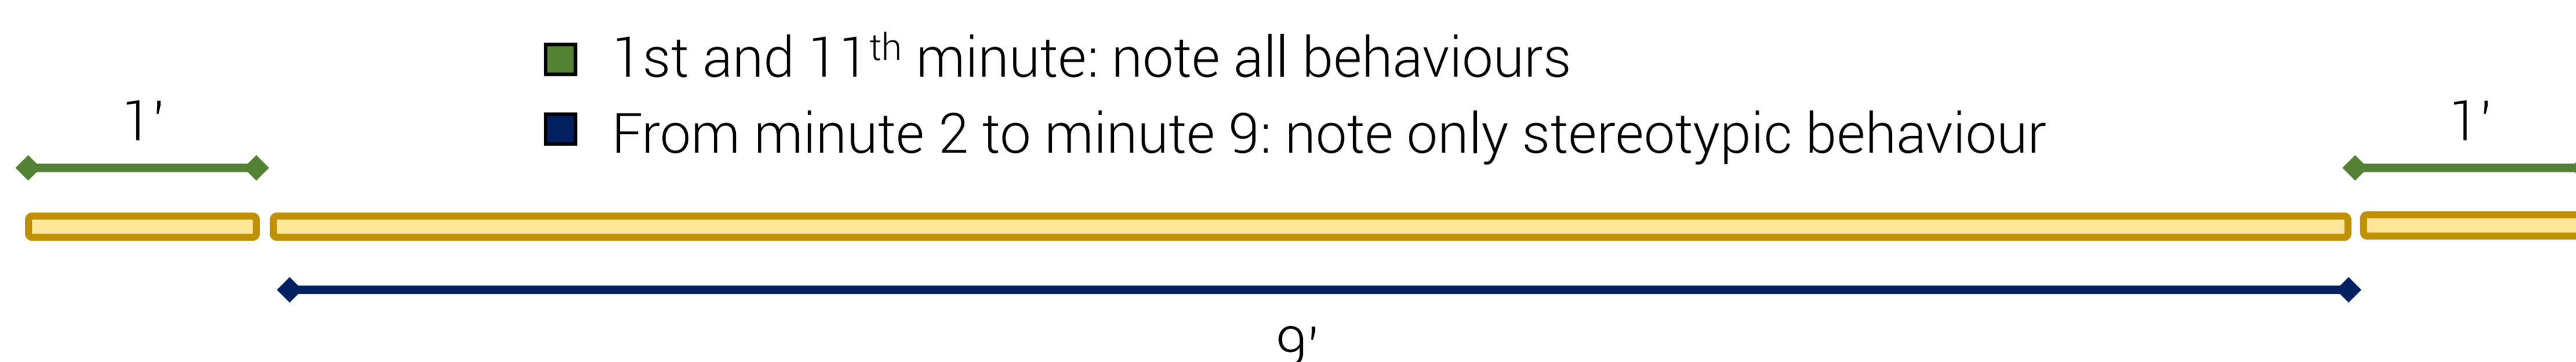 1st and 11th minute: note all behaviours
From minute 2 to minute 9: note only stereotypic behaviour
1'
1'
9'